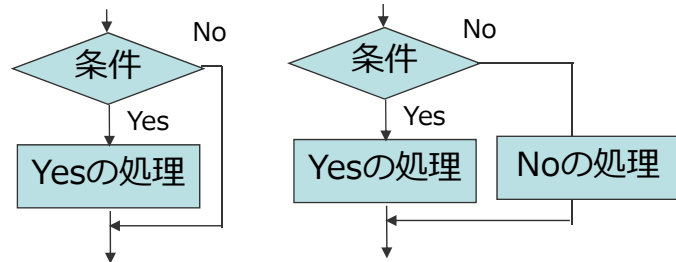 No
条件
Yes
Yesの処理
No
条件
Yes
Yesの処理
Noの処理